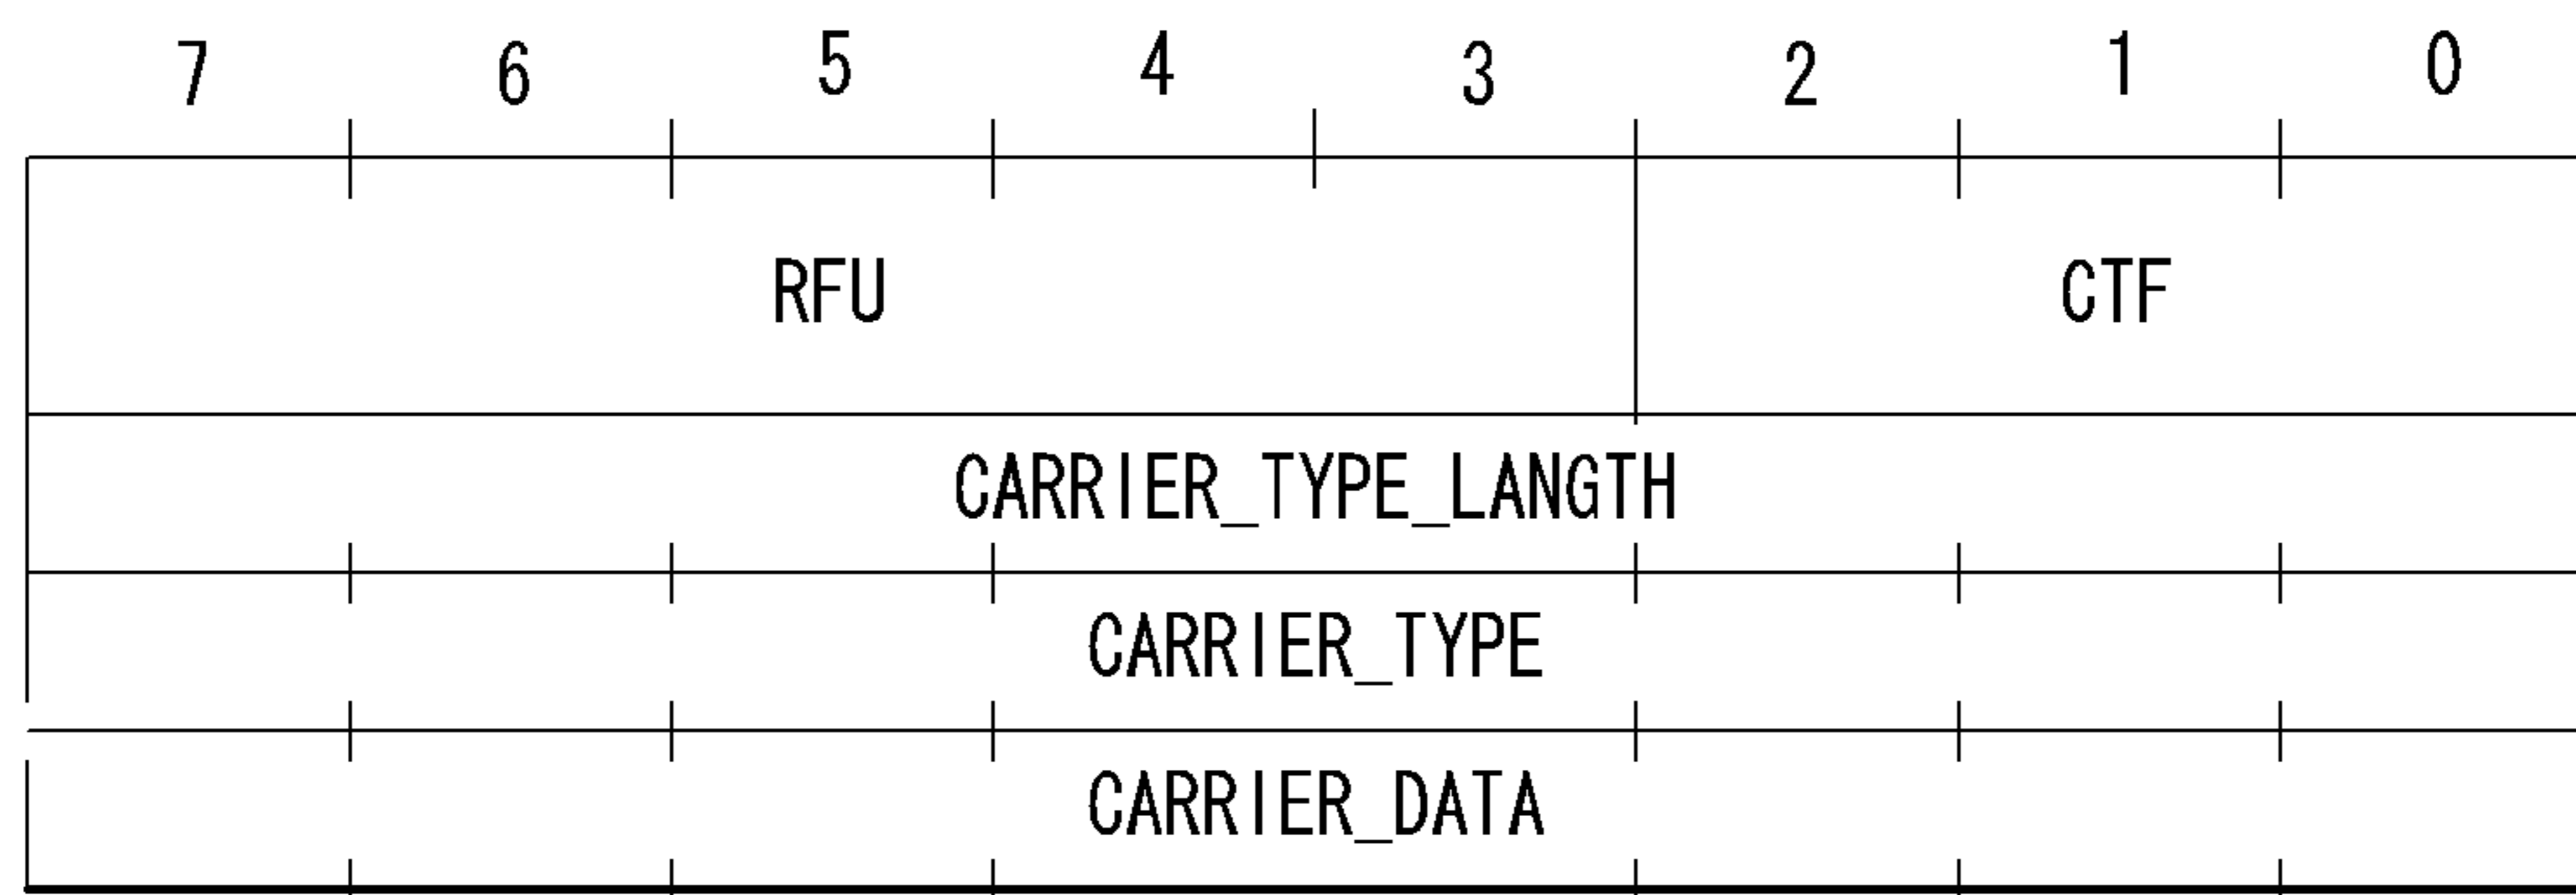 7 6 5 4 3 2 1 0
RFU CTF
CARRIER_TYPE_LANGTH
CARRIER_TYPE
CARRIER_DATA